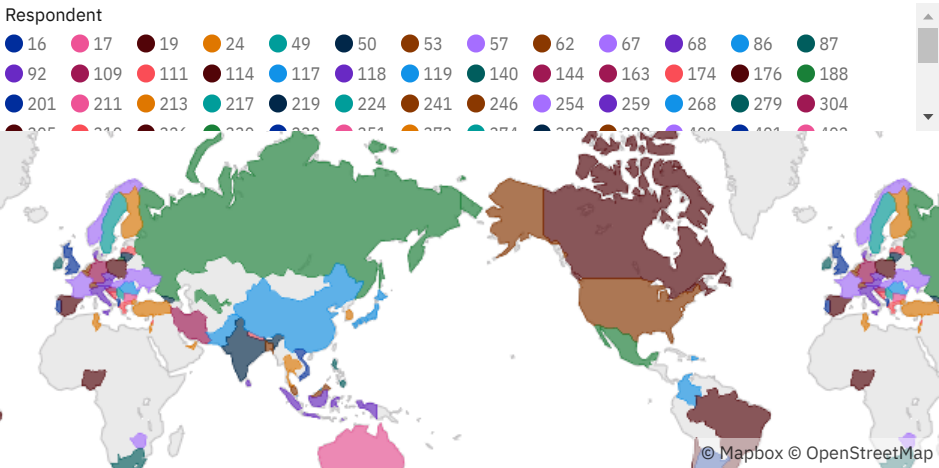 Respondent
16 17 19 24 49 50 53 57 62 67 68 86 87
92 109 111 114 117 118 119 140 144 163 174 176 188
201 211 213 217 219 224 241 246 254 259 268 279 304
© Mapbox © OpenStreetMap